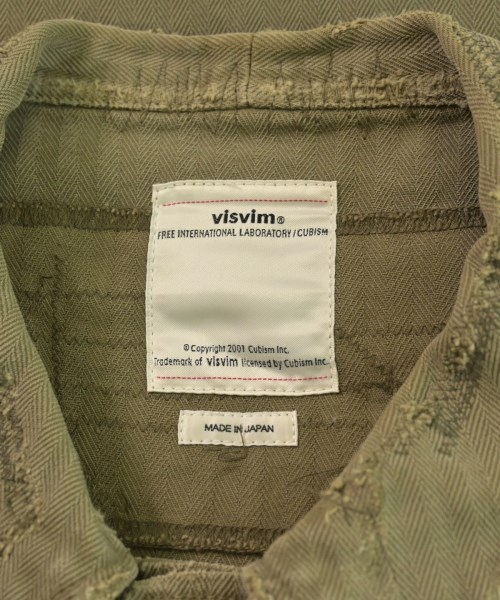 visvim®
FREE INTERNATIONAL LABORATORY / CUBISM
© Copyright 2001 Cubism Inc.
Trademark of visvim licensed by Cubism Inc.
MADE IN JAPAN